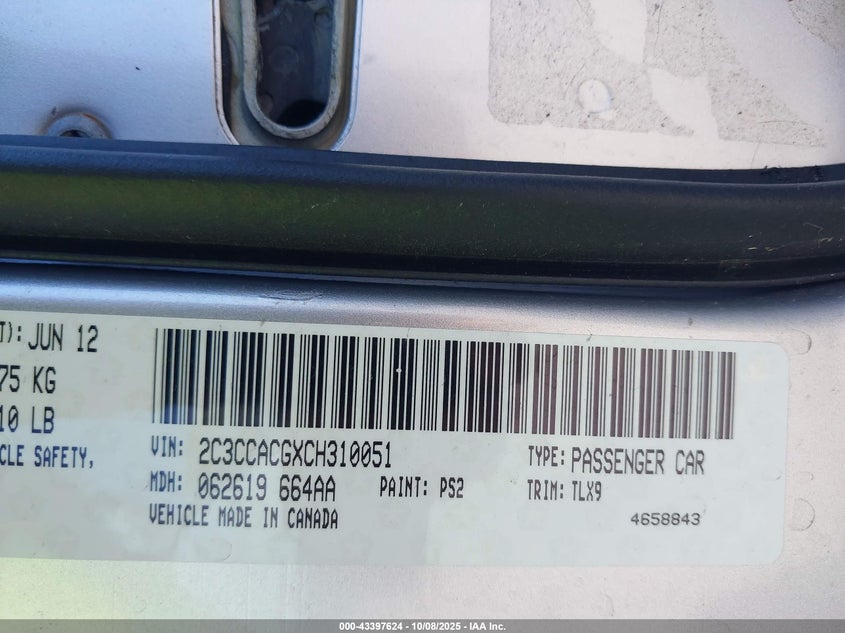 T): JUN 12
75 KG
10 LB
CLE SAFETY,
VIN: 2C3CCACGXCH310051
TYPE: PASSENGER CAR
MDH: 062619 664AA
PAINT: PS2
TRIM: TLX9
VEHICLE MADE IN CANADA
4658843
000-43397624 | 10/08/2025 - IAA Inc.